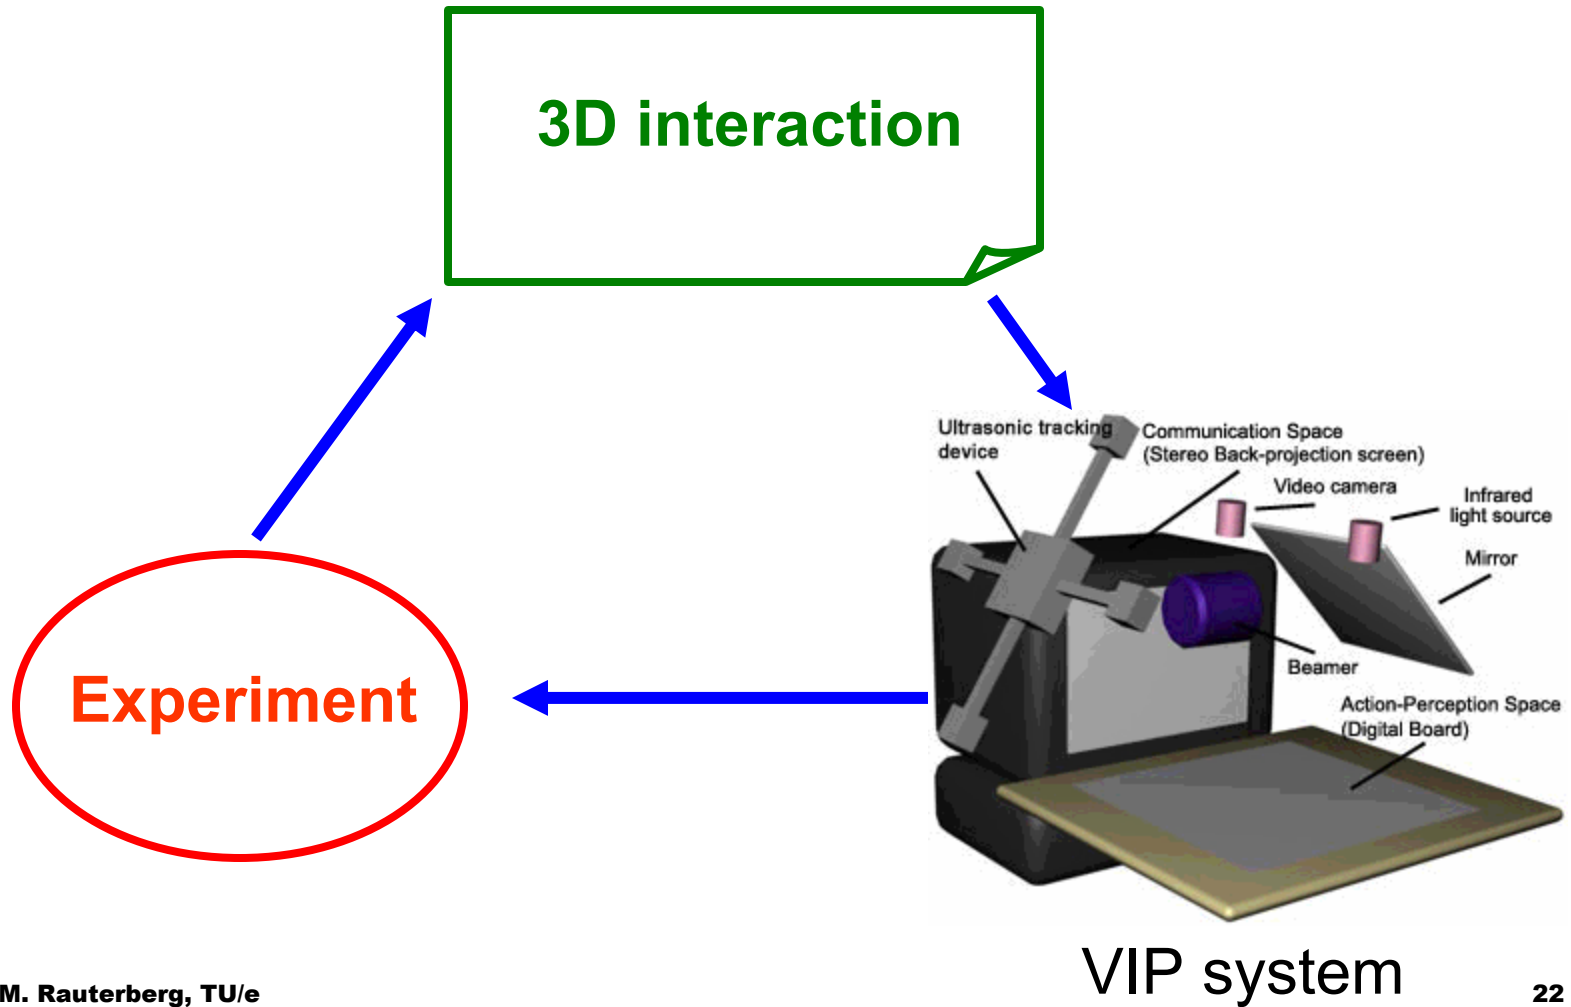 3D interaction
Ultrasonic tracking
device
Communication Space
(Stereo Back-projection screen)
Video camera
Infrared
light source
Mirror
Beamer
Action-Perception Space
(Digital Board)
Experiment
VIP system
M. Rauterberg, TU/e
22